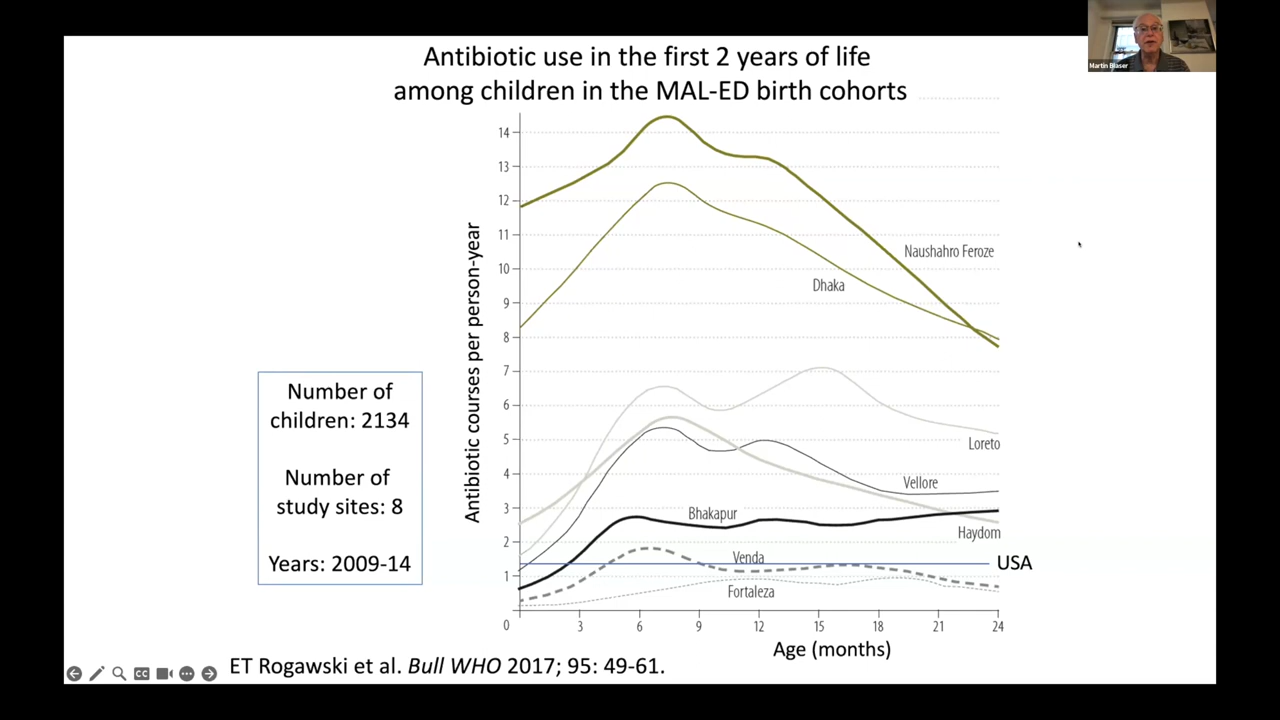 Antibiotic use in the first 2 years of life
among children in the MAL-ED birth cohorts
Martin Blaser
Antibiotic courses per person-year
14
13
12
11
10
9
8
7
6
5
4
3
2
1
0
3
6
9
12
15
18
21
24
Age (months)
Naushahro Feroze
Dhaka
Loreto
Vellore
Bhakapur
Haydom
Venda
USA
Fortaleza
Number of
children: 2134
Number of
study sites: 8
Years: 2009-14
CC
ET Rogawski et al. Bull WHO 2017; 95: 49-61.